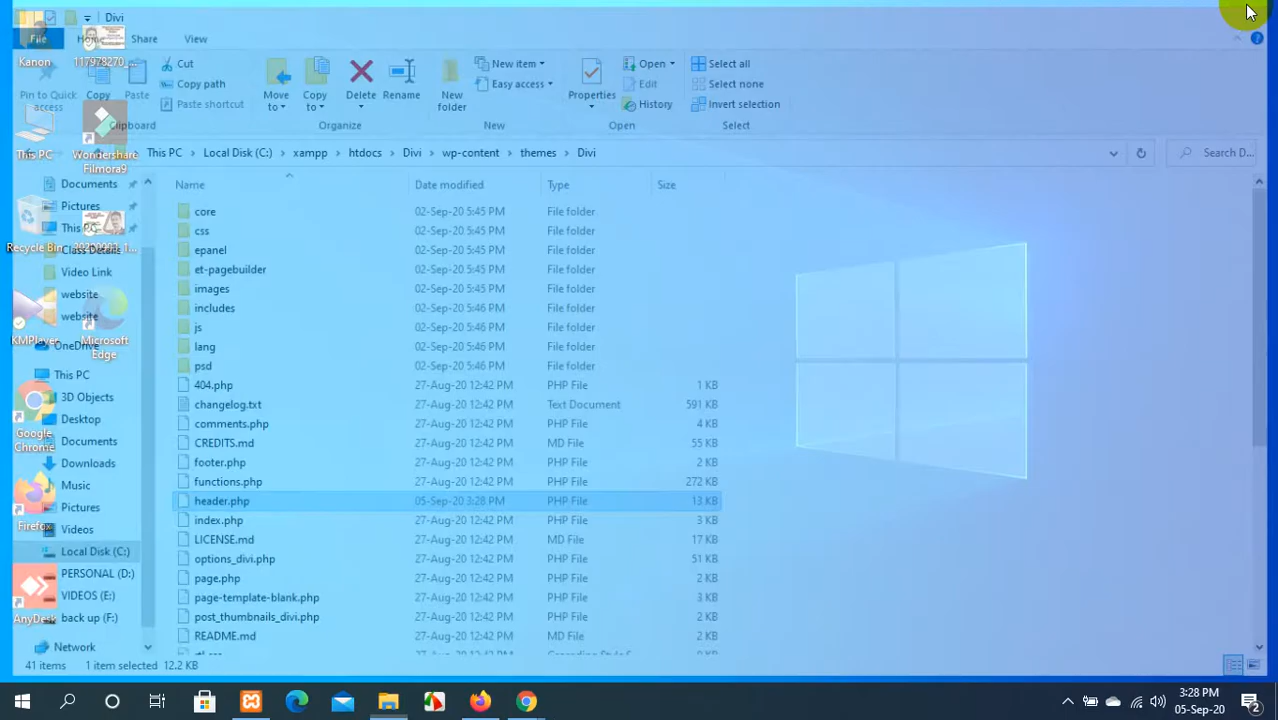 Divi
File
Home
Share
View
Kanon
117978270_...
Pin to Quick access
Copy
Paste
Cut
Copy path
Paste shortcut
Clipboard
Move to
Copy to
Delete
Rename
Organize
New folder
New item
Easy access
New
Properties
Open
Edit
History
Open
Select all
Select none
Invert selection
Select
This PC
Wondershare Filmora9
This PC > Local Disk (C:) > xampp > htdocs > Divi > wp-content > themes > Divi
Search D...
Name Date modified Type Size
Documents
Pictures
This PC
Class Details
Video Link
website
website
OneDrive
This PC
3D Objects
Desktop
Documents
Downloads
Music
Pictures
Videos
Local Disk (C:)
PERSONAL (D:)
VIDEOS (E:)
back up (F:)
Network
Recycle Bin
KMPlayer
Microsoft Edge
Google Chrome
Firefox
AnyDesk
core 02-Sep-20 5:45 PM File folder
css 02-Sep-20 5:45 PM File folder
epanel 02-Sep-20 5:45 PM File folder
et-pagebuilder 02-Sep-20 5:45 PM File folder
images 02-Sep-20 5:45 PM File folder
includes 02-Sep-20 5:46 PM File folder
js 02-Sep-20 5:46 PM File folder
lang 02-Sep-20 5:46 PM File folder
psd 02-Sep-20 5:46 PM File folder
404.php 27-Aug-20 12:42 PM PHP File 1 KB
changelog.txt 27-Aug-20 12:42 PM Text Document 591 KB
comments.php 27-Aug-20 12:42 PM PHP File 4 KB
CREDITS.md 27-Aug-20 12:42 PM MD File 55 KB
footer.php 27-Aug-20 12:42 PM PHP File 2 KB
functions.php 27-Aug-20 12:42 PM PHP File 272 KB
header.php 05-Sep-20 3:28 PM PHP File 13 KB
index.php 27-Aug-20 12:42 PM PHP File 3 KB
LICENSE.md 27-Aug-20 12:42 PM MD File 17 KB
options_divi.php 27-Aug-20 12:42 PM PHP File 51 KB
page.php 27-Aug-20 12:42 PM PHP File 2 KB
page-template-blank.php 27-Aug-20 12:42 PM PHP File 3 KB
post_thumbnails_divi.php 27-Aug-20 12:42 PM PHP File 2 KB
README.md 27-Aug-20 12:42 PM MD File 2 KB
41 items 1 item selected 12.2 KB
3:28 PM
05-Sep-20
2